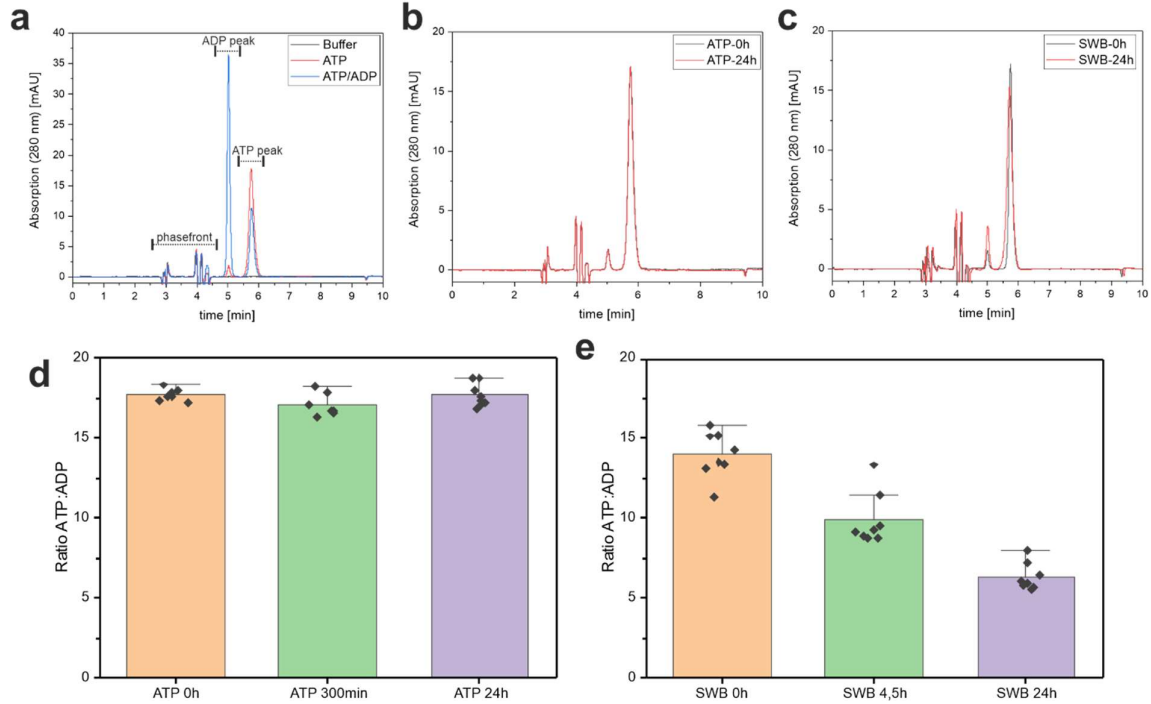 a
Absorption (280 nm) [mAU]
40
35
30
25
20
15
10
5
0
ADP peak
ATP peak
phasefront
Buffer
ATP
ATP/ADP
0 1 2 3 4 5 6 7 8 9 10
time [min]
b
Absorption (280 nm) [mAU]
20
15
10
5
0
ATP-0h
ATP-24h
0 2 4 6 8 10
time [min]
c
Absorption (280 nm) [mAU]
20
15
10
5
0
SWB-0h
SWB-24h
0 1 2 3 4 5 6 7 8 9 10
time [min]
d
Ratio ATP:ADP
20
15
10
5
0
ATP 0h ATP 300min ATP 24h
e
Ratio ATP:ADP
20
15
10
5
0
SWB 0h SWB 4,5h SWB 24h